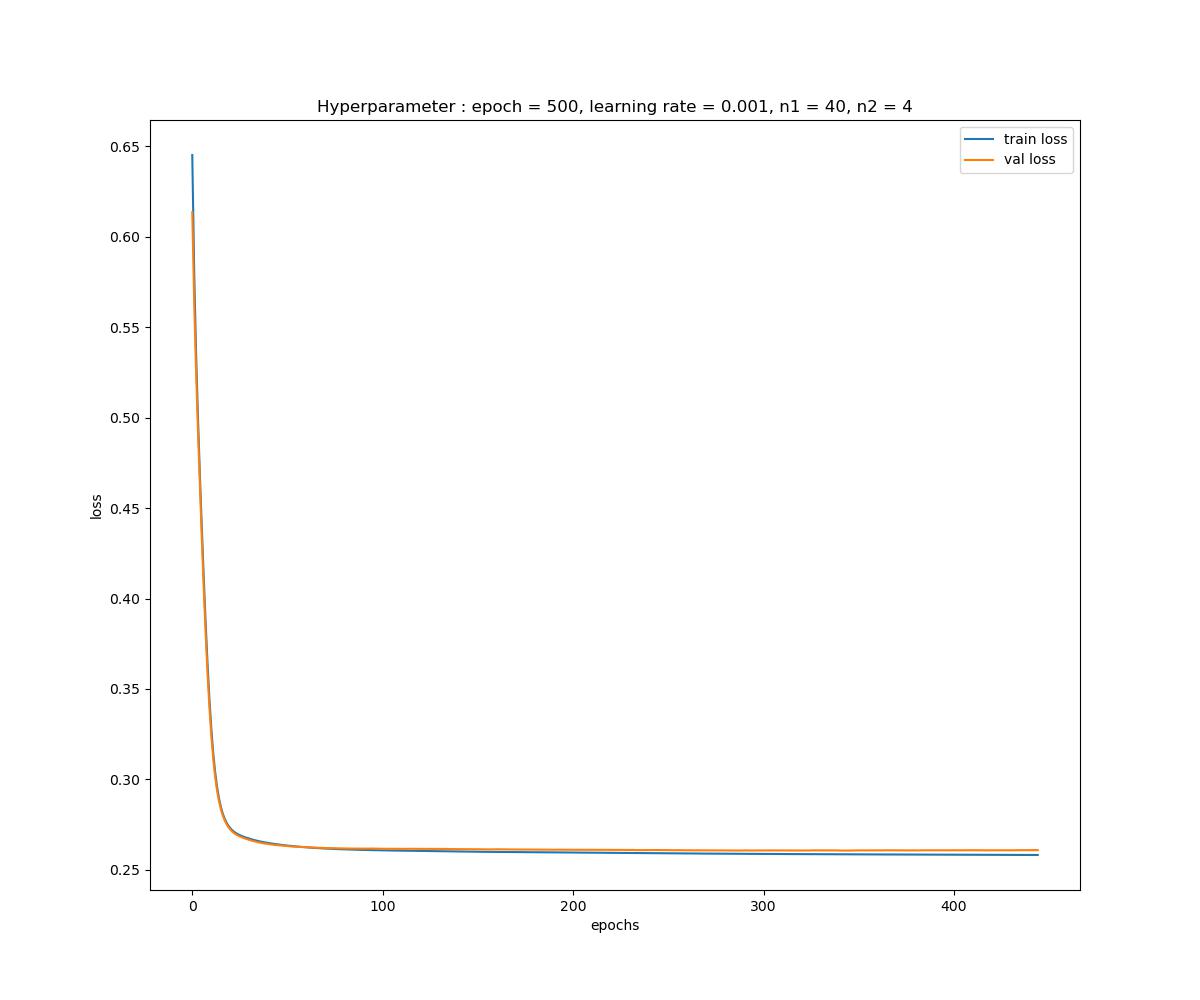 Hyperparameter : epoch = 500, learning rate = 0.001, n1 = 40, n2 = 4
train loss
val loss
0.65
0.60
0.55
0.50
0.45
0.40
0.35
0.30
0.25
loss
0
100
200
300
400
epochs